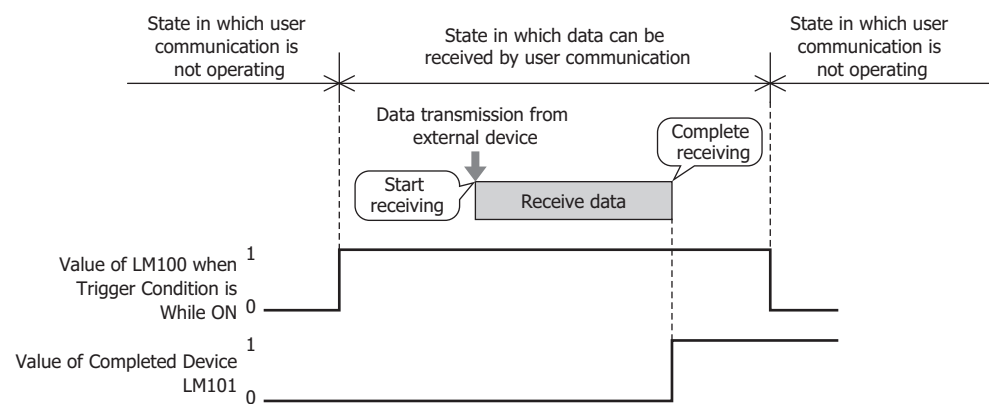 State in which user
communication is
not operating
State in which data can be
received by user communication
State in which user
communication is
not operating
Data transmission from
external device
Complete
receiving
Start
receiving
Receive data
Value of LM100 when
Trigger Condition is
While ON
1
0
Value of Completed Device
LM101
1
0